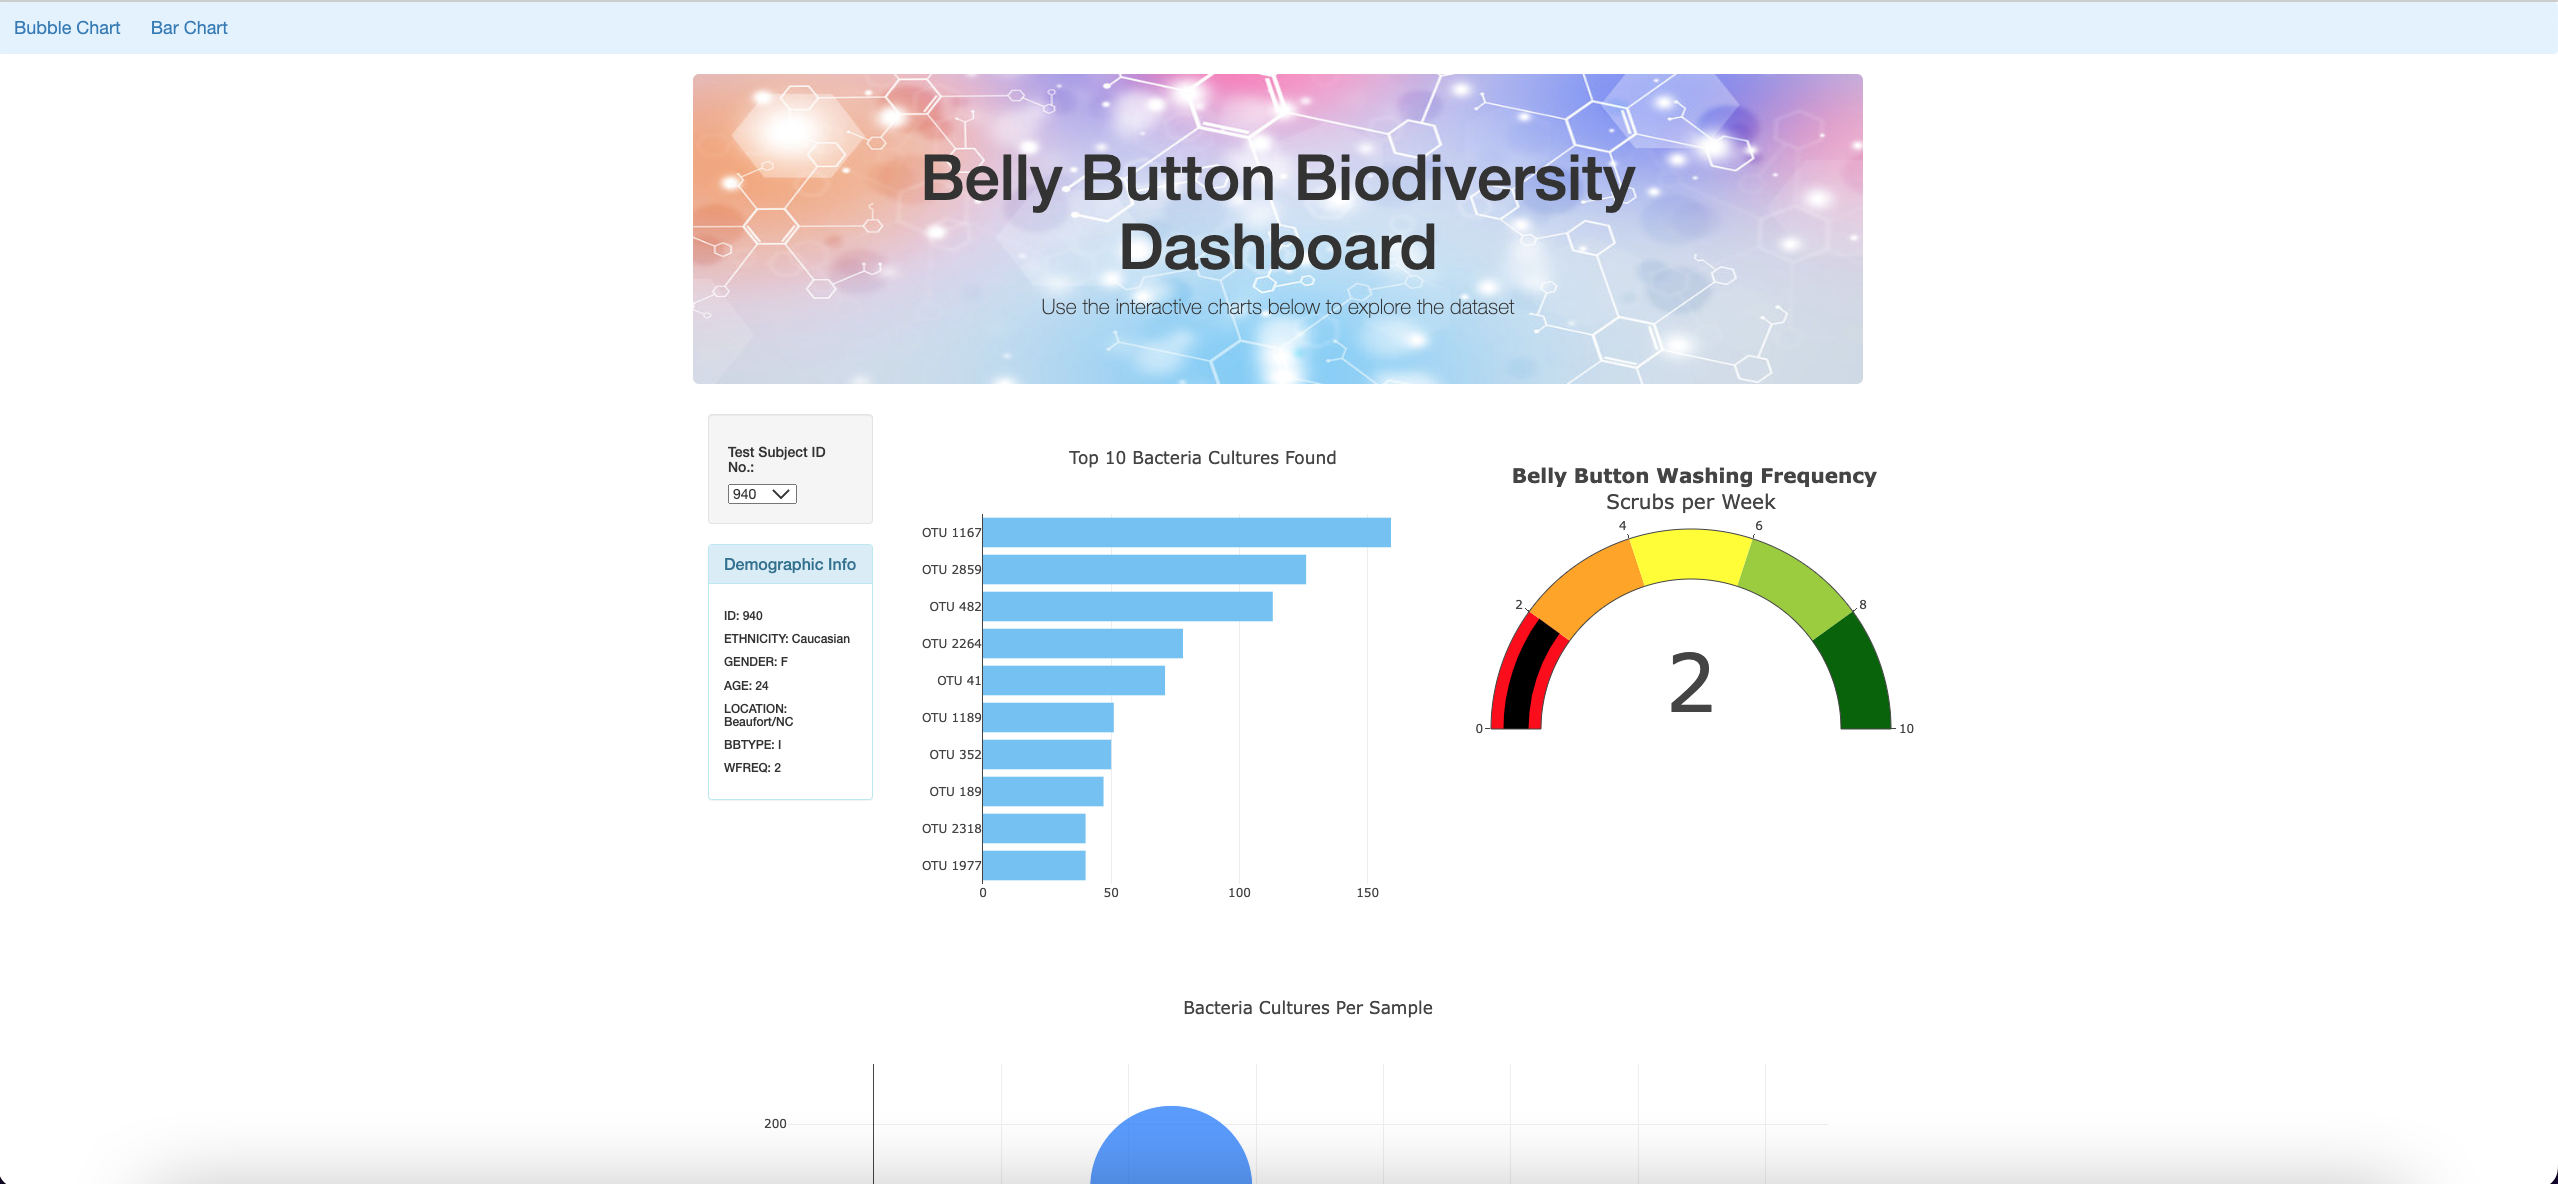 Bubble Chart
Bar Chart
Belly Button Biodiversity
Dashboard
Use the interactive charts below to explore the dataset
Test Subject ID
No.:
940
Demographic Info
ID: 940
ETHNICITY: Caucasian
GENDER: F
AGE: 24
LOCATION:
Beaufort/NC
BBTYPE: I
WFREQ: 2
Top 10 Bacteria Cultures Found
OTU 1167
OTU 2859
OTU 482
OTU 2264
OTU 41
OTU 1189
OTU 352
OTU 189
OTU 2318
OTU 1977
0
50
100
150
Belly Button Washing Frequency
Scrubs per Week
0
2
4
6
8
10
2
Bacteria Cultures Per Sample
200